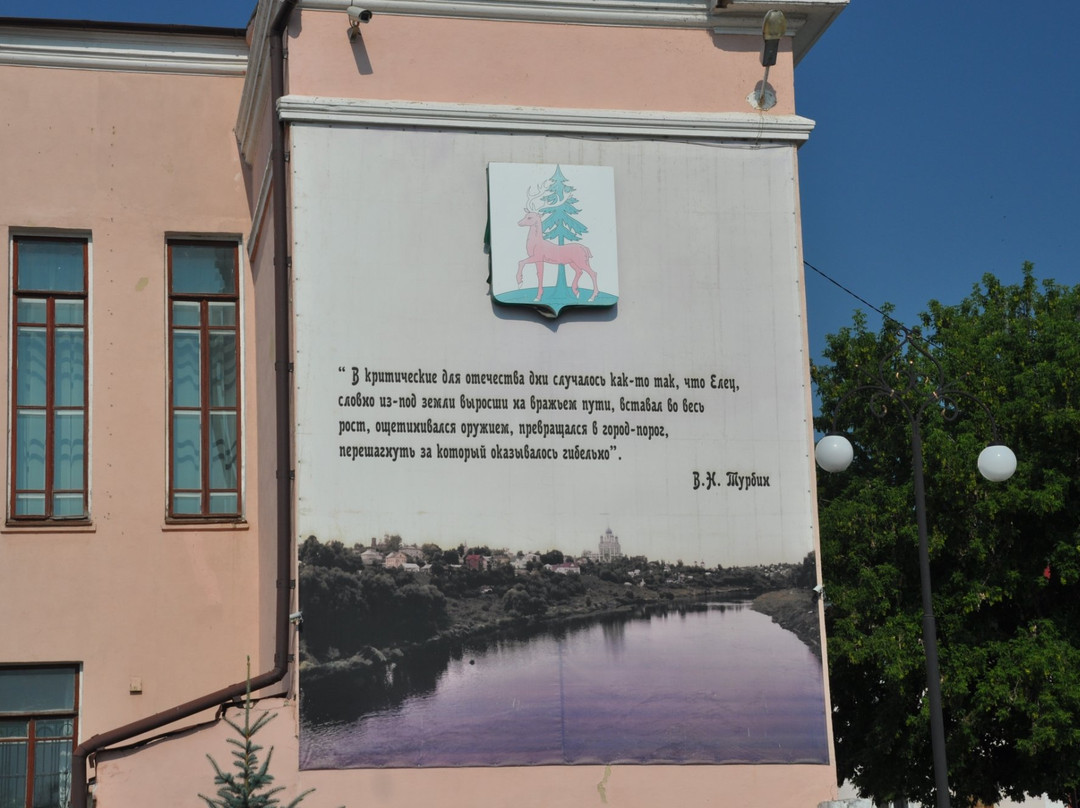 “ В критические для отечества дни случалось как-то так, что Елец,
словно из-под земли выросши на вражьем пути, вставал во весь
рост, ощетинивался оружием, превращался в город-порог,
перешагнуть за который оказывалось гибельно”.
В.Н. Турбин